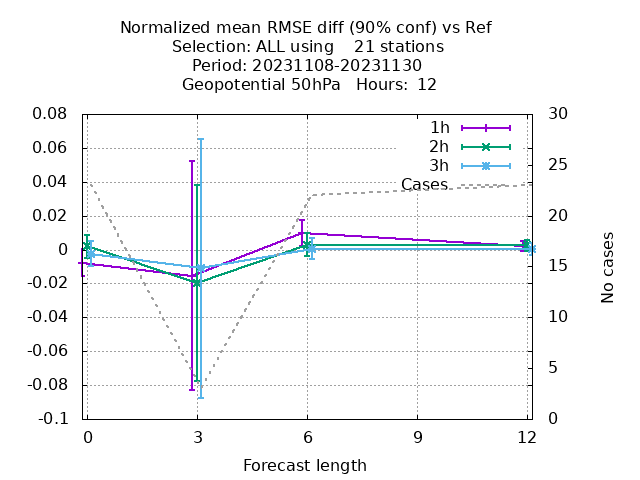 Normalized mean RMSE diff (90% conf) vs Ref
Selection: ALL using    21 stations
Period: 20231108-20231130
Geopotential 50hPa   Hours:  12
0.08
0.06
0.04
0.02
0
-0.02
-0.04
-0.06
-0.08
-0.1
30
25
20
15
10
5
0
1h
2h
3h
Cases
No cases
0 3 6 9 12
Forecast length